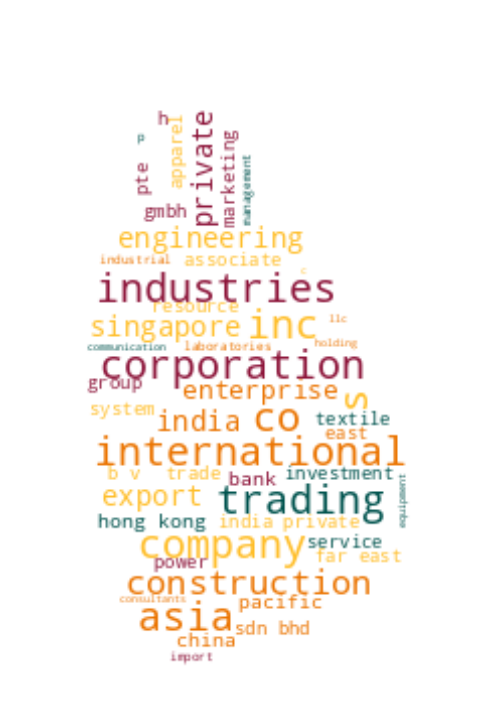 h
p
apparel
private
marketing
management
pte
gmbh
engineering
industrial associate
c
industries
resource
singapore inc llc
communication laboratories holding
corporation
group enterprise s
system india co textile
east
international
b v trade bank investment
export trading equipment
hong kong india private
company service
power far east
construction
consultants pacific
asia sdn bhd
china
import